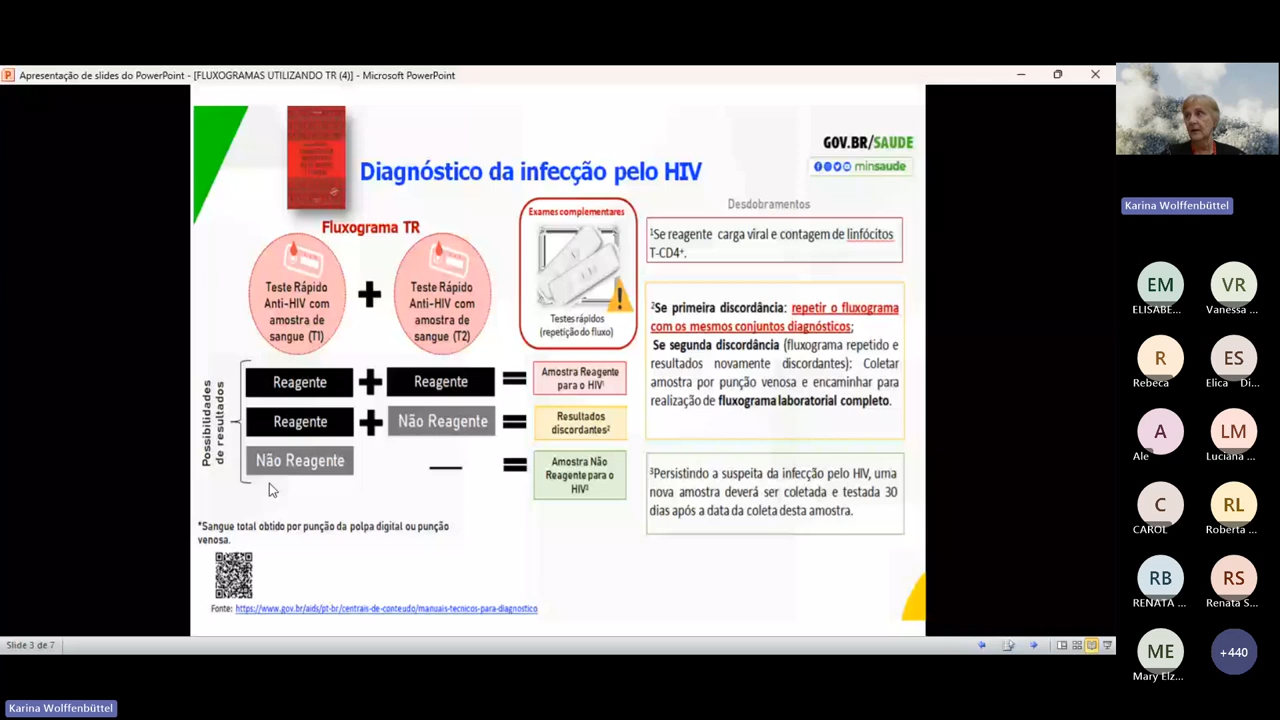 Apresentação de slides do PowerPoint - [FLUXOGRAMAS UTILIZANDO TR (4)] - Microsoft PowerPoint
GOV.BR/SAUDE
minsaude
Diagnóstico da infecção pelo HIV
Fluxograma TR
Teste Rápido
Anti-HIV com
amostra de
sangue (T1)
+
Teste Rápido
Anti-HIV com
amostra de
sangue (T2)
Exames complementares
Testes rápidos
(repetição do fluxo)
Possibilidades
de resultados
Reagente + Reagente = Amostra Reagente
para o HIV¹
Reagente + Não Reagente = Resultados
discordantes²
Não Reagente — = Amostra Não
Reagente para o
HIV³
Desdobramentos
¹Se reagente carga viral e contagem de linfócitos
T-CD4⁺.
²Se primeira discordância: repetir o fluxograma
com os mesmos conjuntos diagnósticos;
Se segunda discordância (fluxograma repetido e
resultados novamente discordantes): Coletar
amostra por punção venosa e encaminhar para
realização de fluxograma laboratorial completo.
³Persistindo a suspeita da infecção pelo HIV, uma
nova amostra deverá ser coletada e testada 30
dias após a data da coleta desta amostra.
*Sangue total obtido por punção da polpa digital ou punção
venosa.
Fonte: https://www.gov.br/aids/pt-br/centrais-de-conteudo/manuais-tecnicos-para-diagnostico
Slide 3 de 7
Karina Wolffenbüttel
EM
ELISABE...
VR
Vanessa ...
R
Rebeca
ES
Elica Di...
A
Ale
LM
Luciana ...
C
CAROL
RL
Roberta ...
RB
RENATA ...
RS
Renata S...
ME
Mary Elz...
+440
Karina Wolffenbüttel